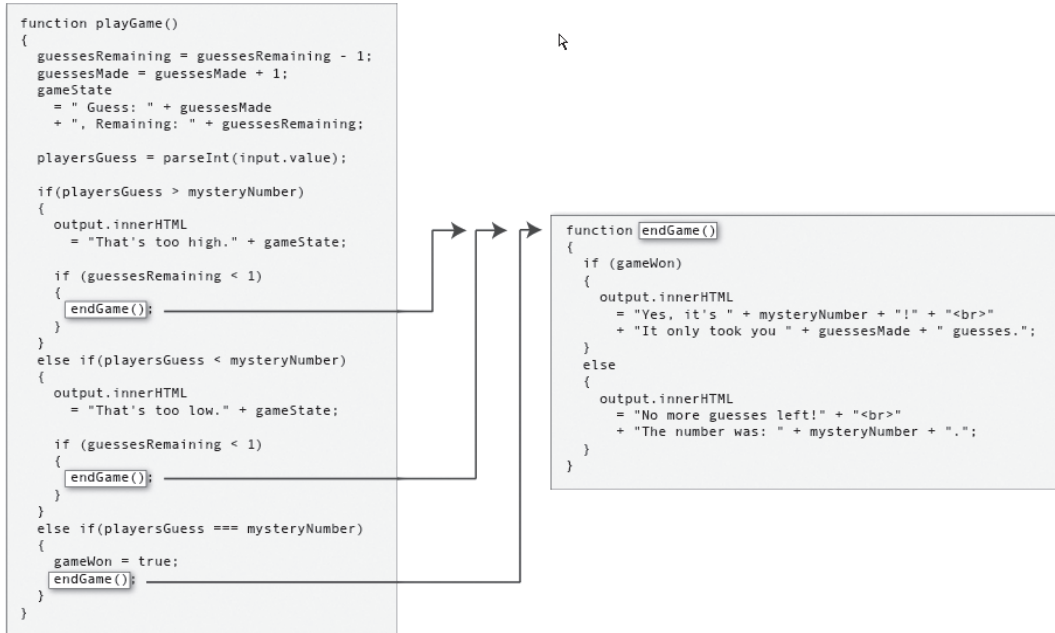 function playGame()
{
guessesRemaining = guessesRemaining - 1;
guessesMade = guessesMade + 1;
gameState
= " Guess: " + guessesMade
+ ", Remaining: " + guessesRemaining;
playersGuess = parseInt(input.value);
if(playersGuess > mysteryNumber)
{
output.innerHTML
= "That's too high." + gameState;
if (guessesRemaining < 1)
{
endGame();
}
}
else if(playersGuess < mysteryNumber)
{
output.innerHTML
= "That's too low." + gameState;
if (guessesRemaining < 1)
{
endGame();
}
}
else if(playersGuess === mysteryNumber)
{
gameWon = true;
endGame();
}
}
function endGame()
{
if (gameWon)
{
output.innerHTML
= "Yes, it's " + mysteryNumber + "!" + "<br>"
+ "It only took you " + guessesMade + " guesses.";
}
else
{
output.innerHTML
= "No more guesses left!" + "<br>"
+ "The number was: " + mysteryNumber + ".";
}
}